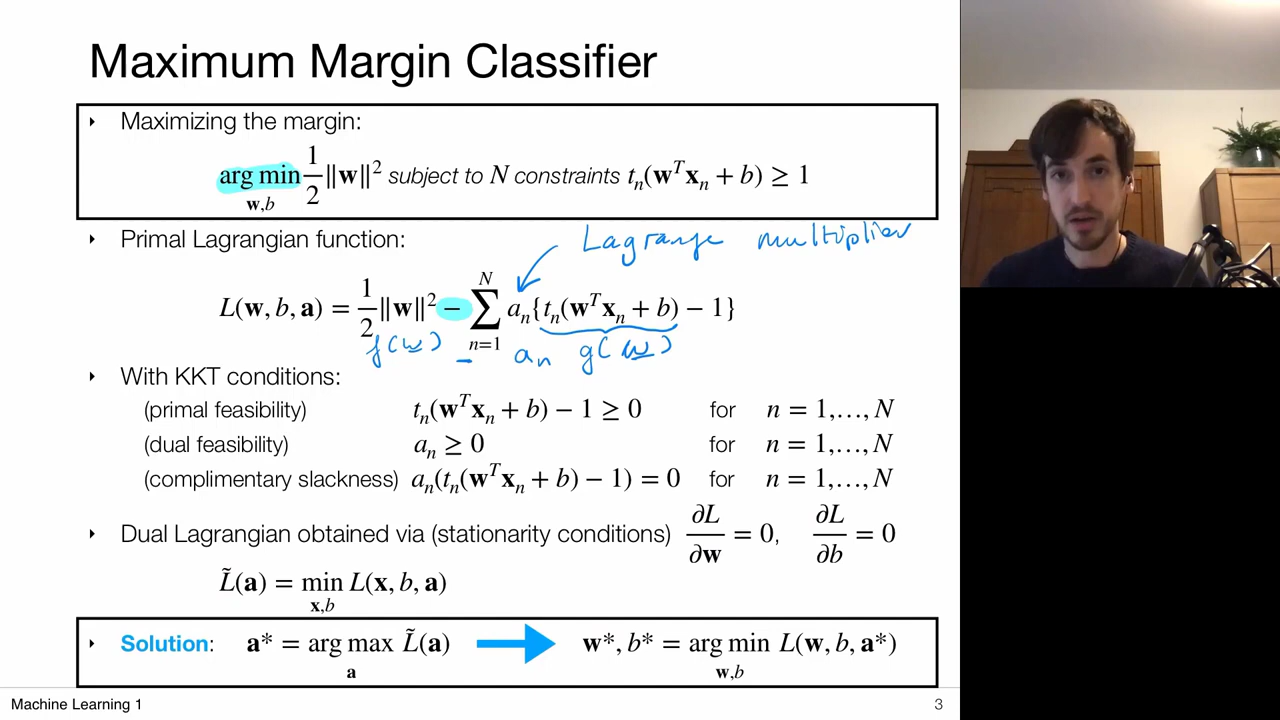 Maximum Margin Classifier
‣ Maximizing the margin:
arg min_{w,b} 1/2 ‖w‖² subject to N constraints t_n(w^T x_n + b) ≥ 1
‣ Primal Lagrangian function:
Lagrange multiplier
L(w, b, a) = 1/2 ‖w‖² − ∑_{n=1}^{N} a_n{t_n(w^T x_n + b) − 1}
f(w) − a_n g(w)
‣ With KKT conditions:
(primal feasibility) t_n(w^T x_n + b) − 1 ≥ 0 for n = 1,…, N
(dual feasibility) a_n ≥ 0 for n = 1,…, N
(complimentary slackness) a_n(t_n(w^T x_n + b) − 1) = 0 for n = 1,…, N
‣ Dual Lagrangian obtained via (stationarity conditions) ∂L/∂w = 0, ∂L/∂b = 0
L̃(a) = min_{x,b} L(x, b, a)
‣ Solution: a* = arg max_a L̃(a) w*, b* = arg min_{w,b} L(w, b, a*)
Machine Learning 1 3